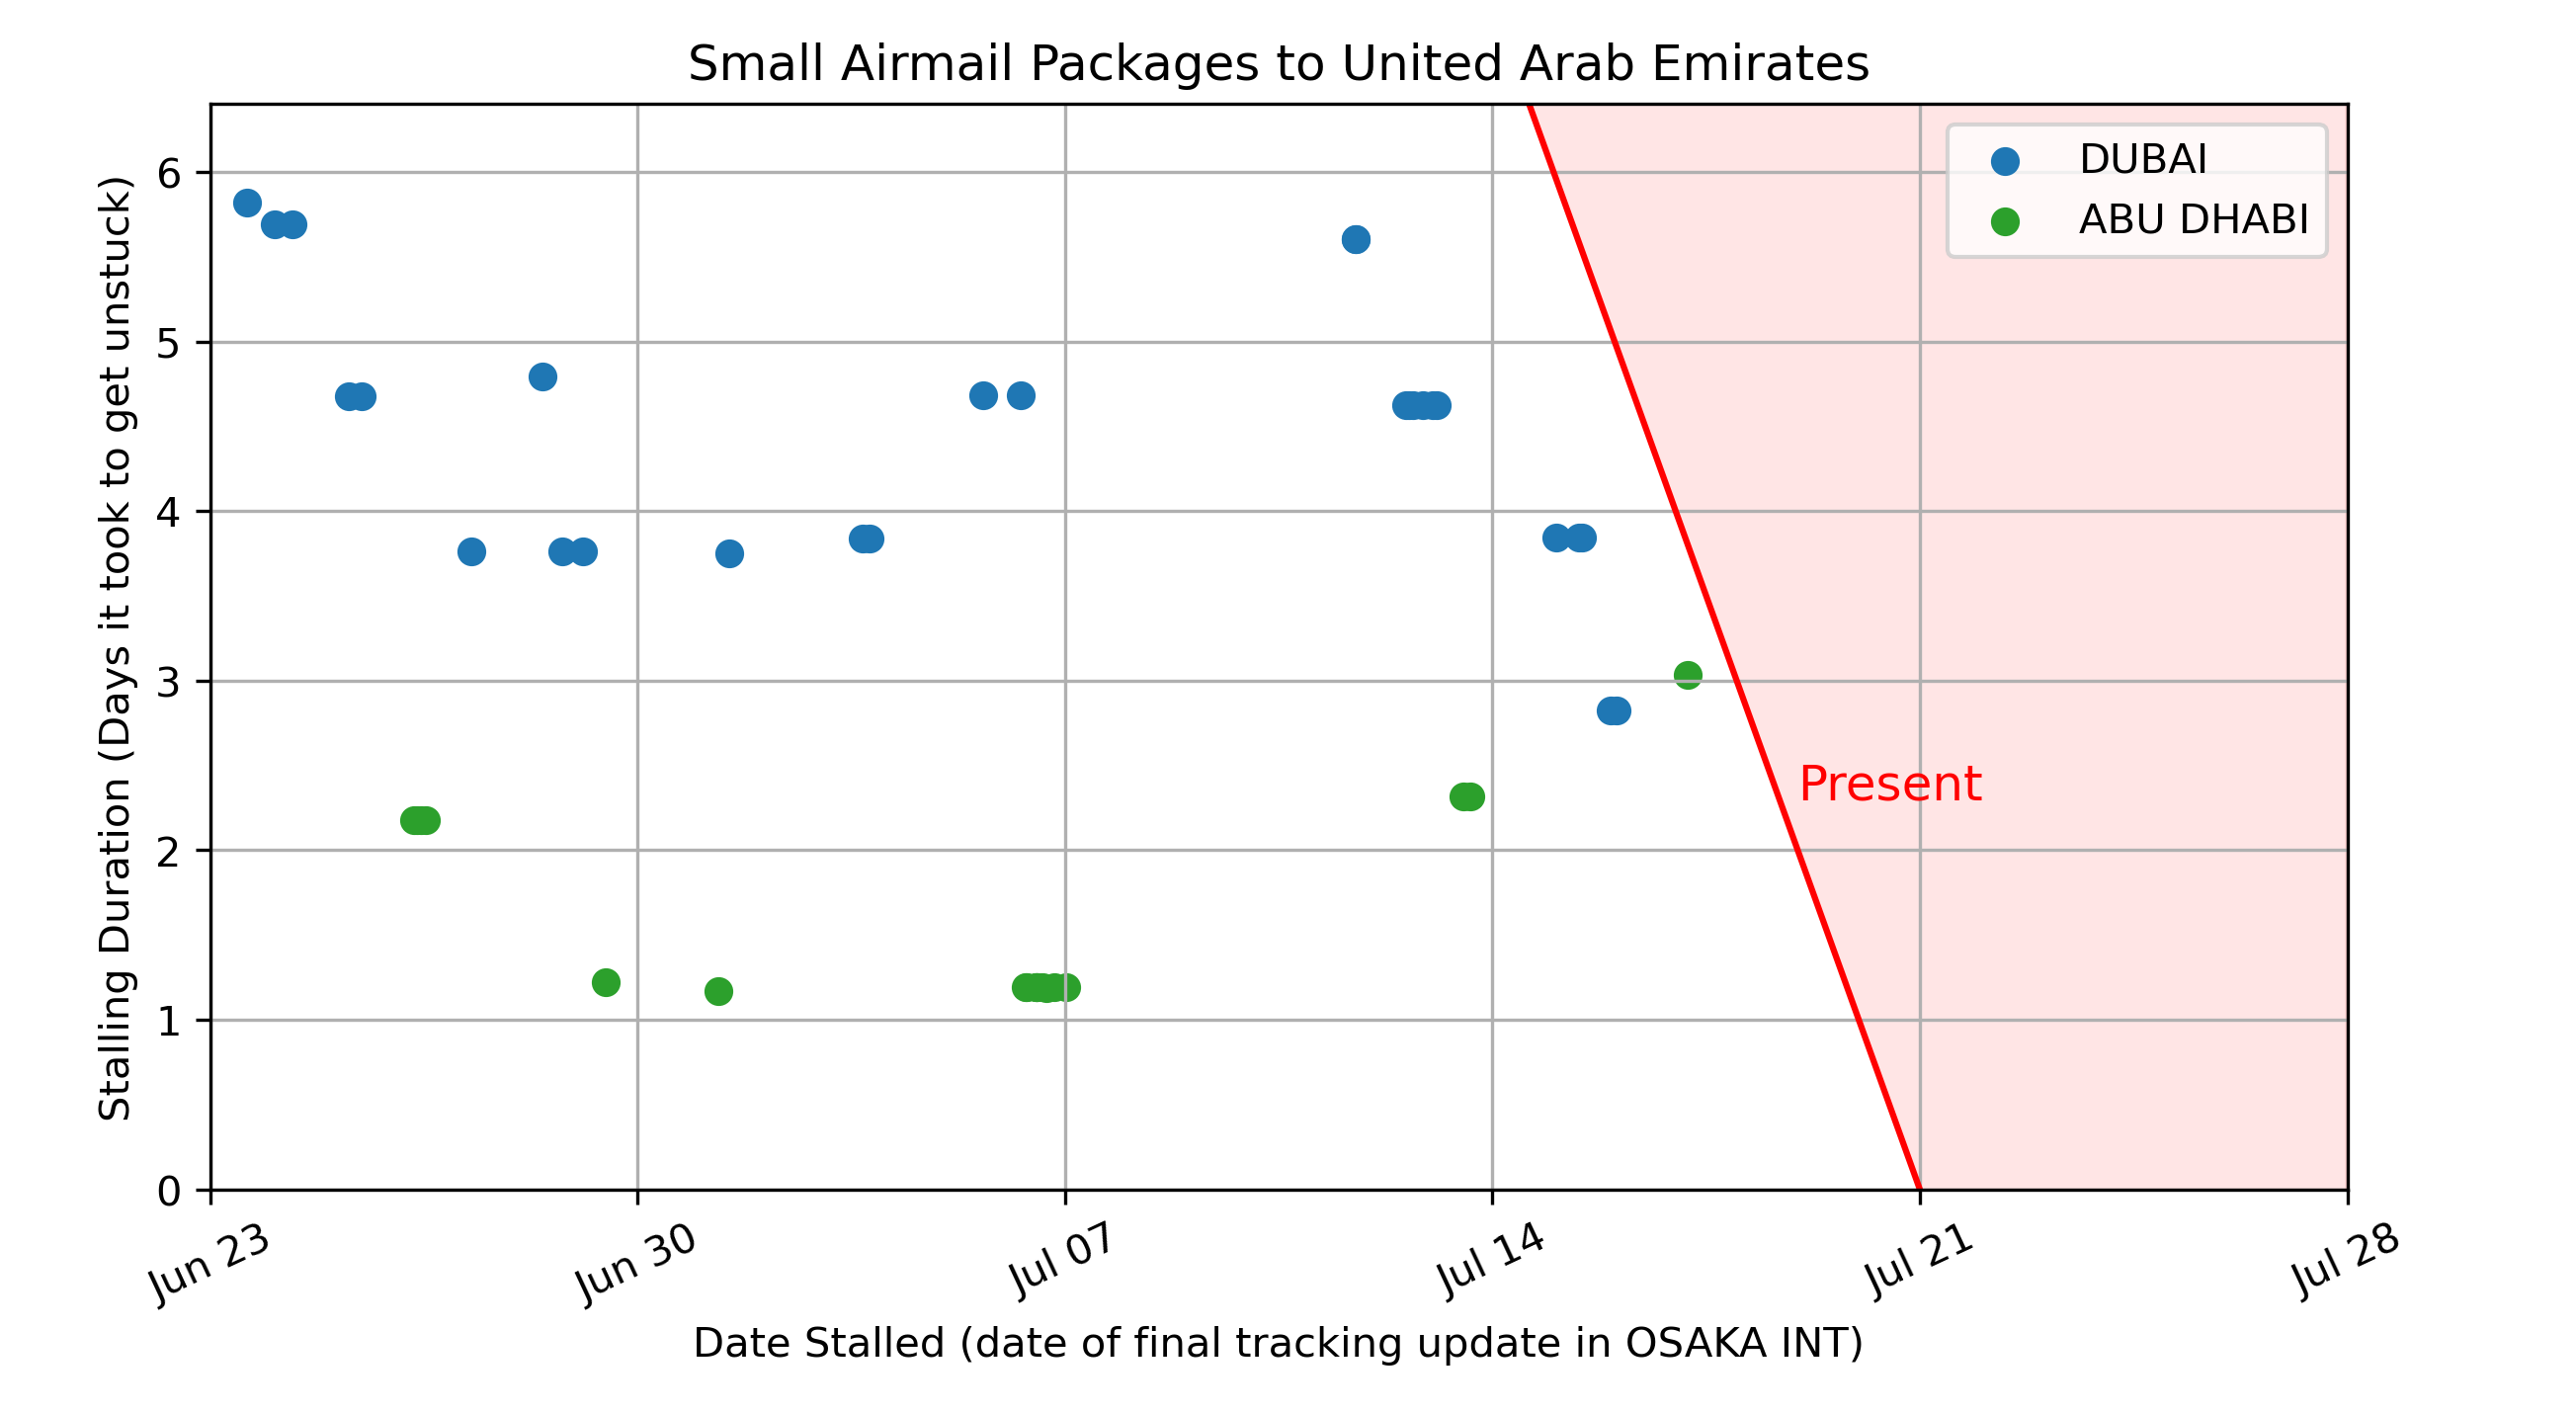 Small Airmail Packages to United Arab Emirates
Stalling Duration (Days it took to get unstuck)
6
5
4
3
2
1
0
DUBAI
ABU DHABI
Present
Jun 23
Jun 30
Jul 07
Jul 14
Jul 21
Jul 28
Date Stalled (date of final tracking update in OSAKA INT)